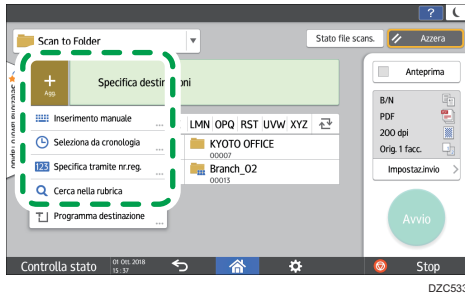 ?
Scan to Folder
Stato file scans.
Azzera
Agg.
Specifica destin
oni
Anteprima
Inserimento manuale
...
LMN OPQ RST UVW XYZ
B/N
PDF
200 dpi
Orig. 1 facc.
Seleziona da cronologia
...
KYOTO OFFICE
00007
123 Specifica tramite nr.reg.
...
Branch_02
00013
Impostaz.invio
Cerca nella rubrica
Programma destinazione
...
Avvio
Controlla stato
01 Ott. 2018
15 : 37
Stop
DZC533